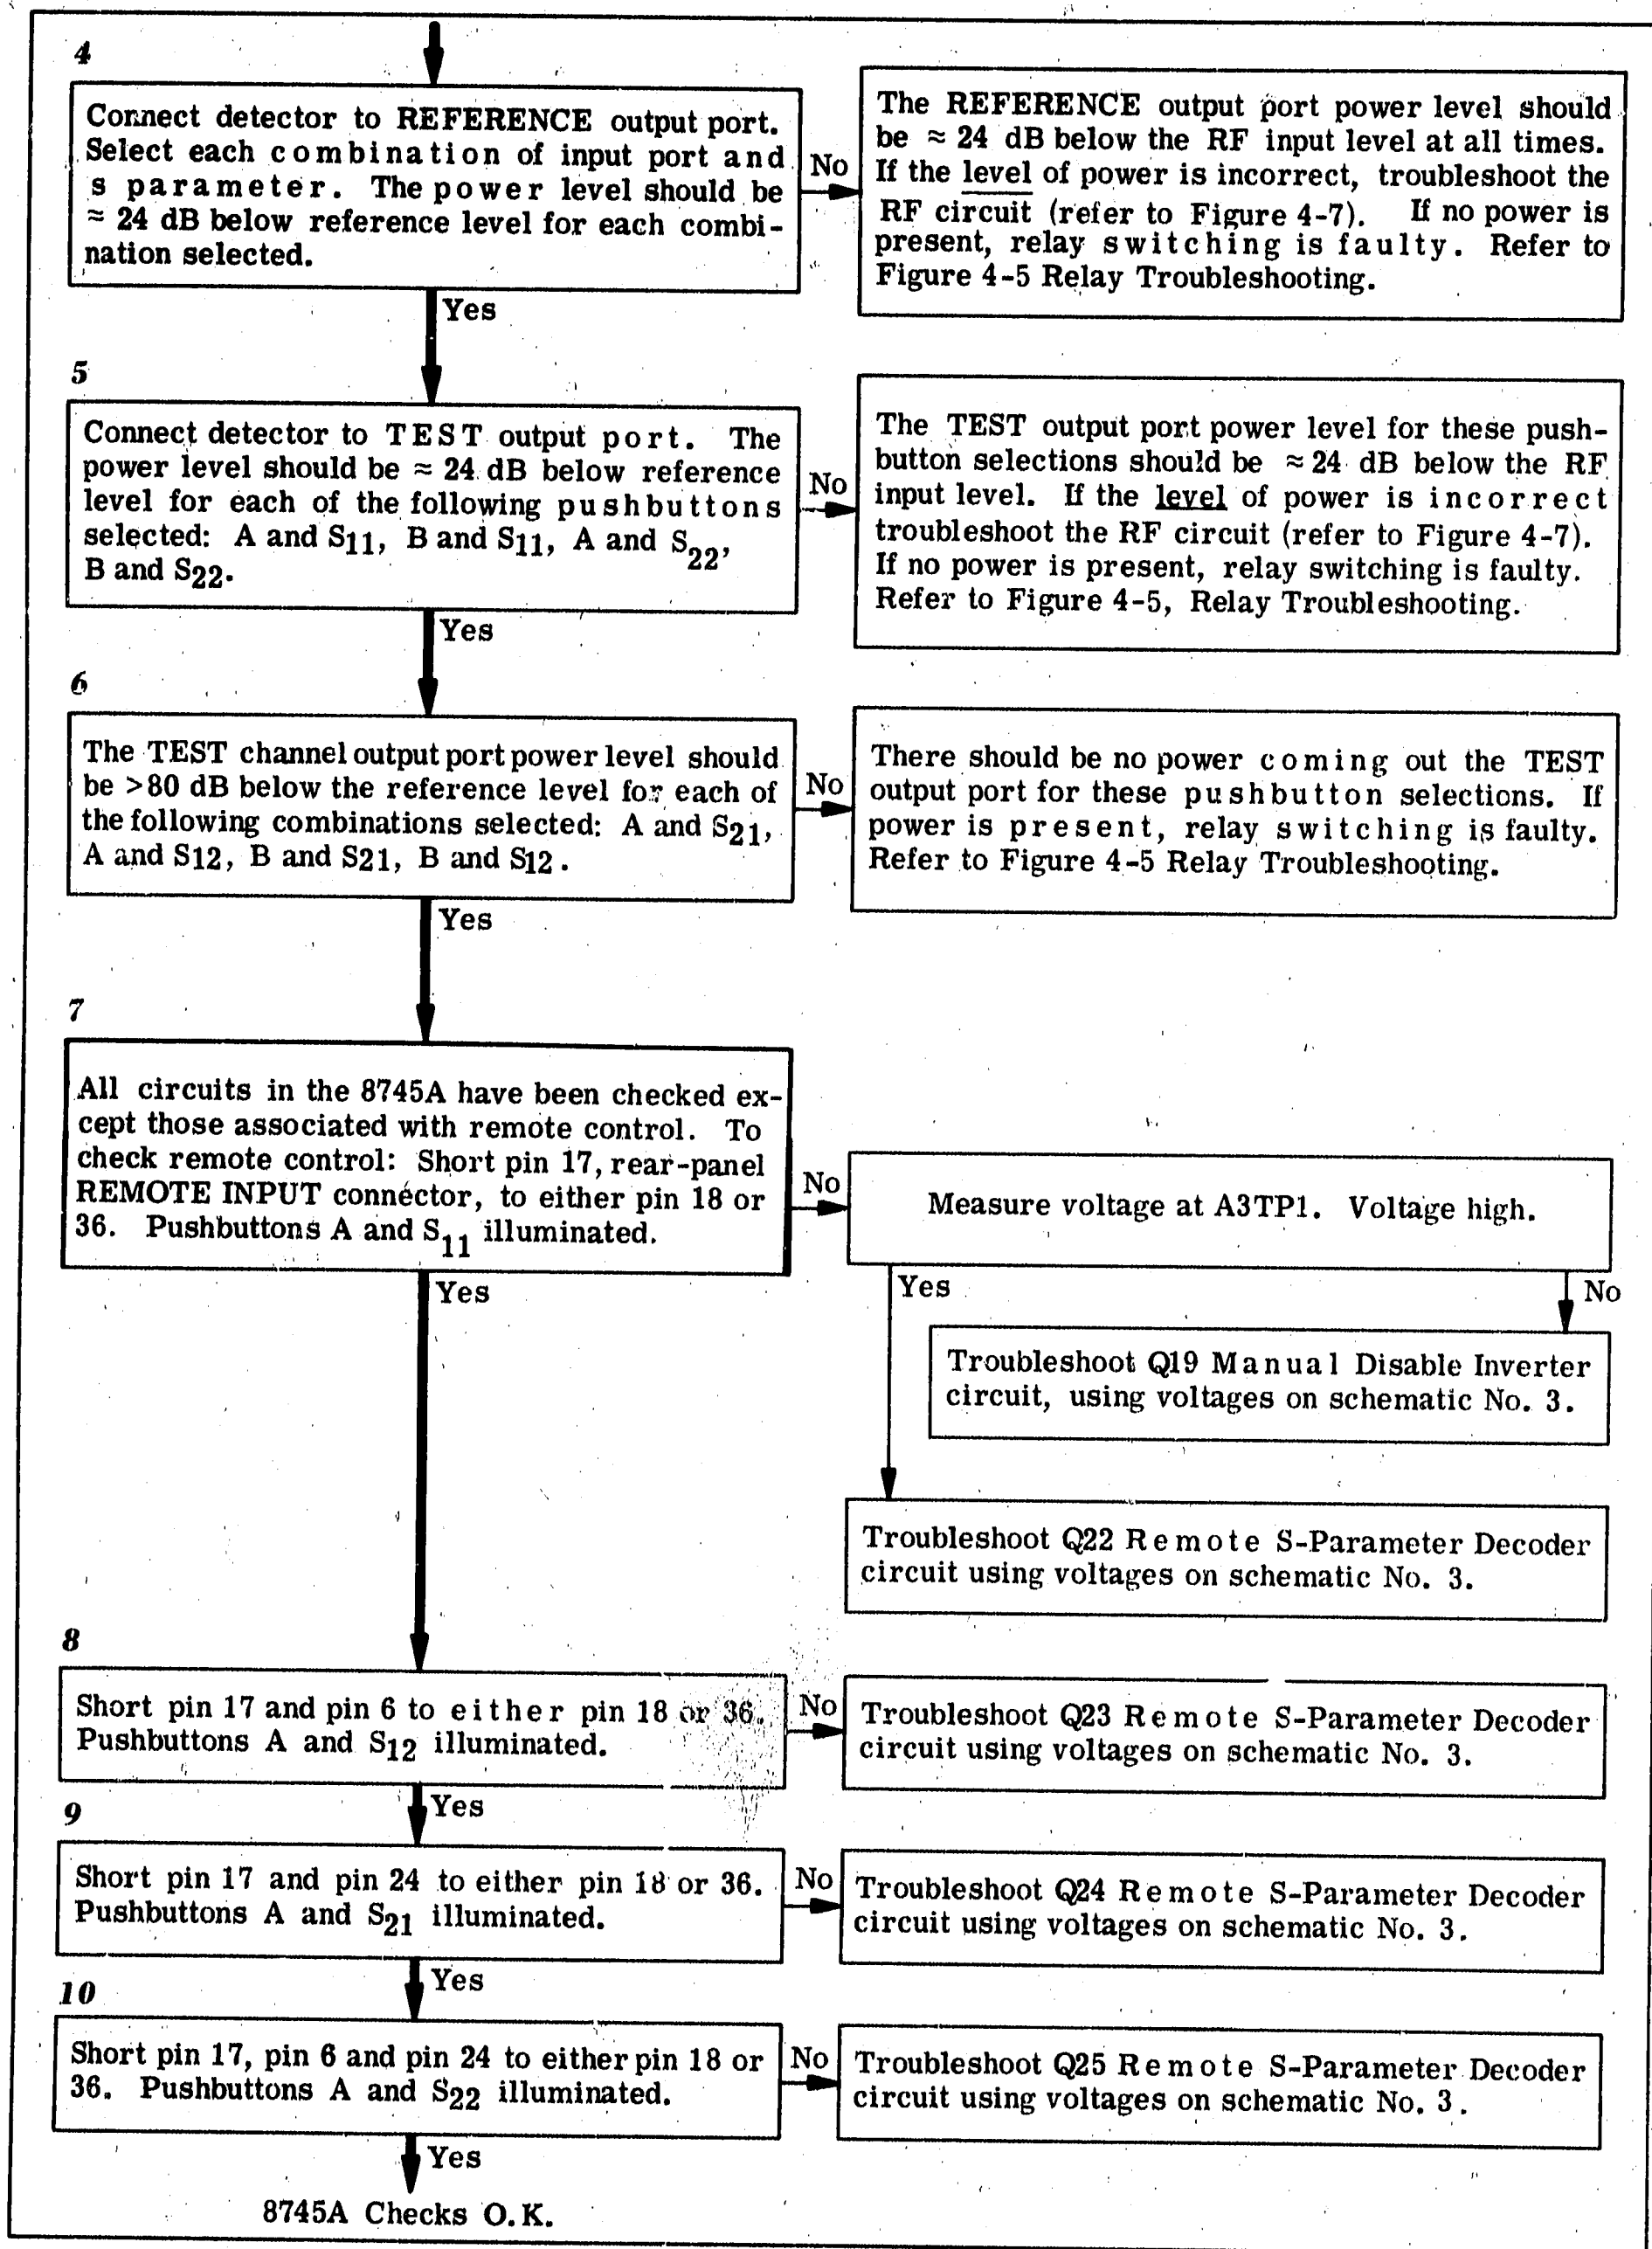 4
Connect detector to REFERENCE output port.
Select each combination of input port and
s parameter. The power level should be
≈ 24 dB below reference level for each combi-
nation selected.
No
The REFERENCE output port power level should
be ≈ 24 dB below the RF input level at all times.
If the level of power is incorrect, troubleshoot the
RF circuit (refer to Figure 4-7). If no power is
present, relay switching is faulty. Refer to
Figure 4-5 Relay Troubleshooting.
Yes
5
Connect detector to TEST output port. The
power level should be ≈ 24 dB below reference
level for each of the following pushbuttons
selected: A and S11, B and S11, A and S22,
B and S22.
No
The TEST output port power level for these push-
button selections should be ≈ 24 dB below the RF
input level. If the level of power is incorrect
troubleshoot the RF circuit (refer to Figure 4-7).
If no power is present, relay switching is faulty.
Refer to Figure 4-5, Relay Troubleshooting.
Yes
6
The TEST channel output port power level should
be >80 dB below the reference level for each of
the following combinations selected: A and S21,
A and S12, B and S21, B and S12.
No
There should be no power coming out the TEST
output port for these pushbutton selections. If
power is present, relay switching is faulty.
Refer to Figure 4-5 Relay Troubleshooting.
Yes
7
All circuits in the 8745A have been checked ex-
cept those associated with remote control. To
check remote control: Short pin 17, rear-panel
REMOTE INPUT connector, to either pin 18 or
36. Pushbuttons A and S11 illuminated.
No
Measure voltage at A3TP1. Voltage high.
Yes
No
Troubleshoot Q19 Manual Disable Inverter
circuit, using voltages on schematic No. 3.
Yes
Troubleshoot Q22 Remote S-Parameter Decoder
circuit using voltages on schematic No. 3.
8
Short pin 17 and pin 6 to either pin 18 or 36.
Pushbuttons A and S12 illuminated.
No
Troubleshoot Q23 Remote S-Parameter Decoder
circuit using voltages on schematic No. 3.
Yes
9
Short pin 17 and pin 24 to either pin 18 or 36.
Pushbuttons A and S21 illuminated.
No
Troubleshoot Q24 Remote S-Parameter Decoder
circuit using voltages on schematic No. 3.
Yes
10
Short pin 17, pin 6 and pin 24 to either pin 18 or
36. Pushbuttons A and S22 illuminated.
No
Troubleshoot Q25 Remote S-Parameter Decoder
circuit using voltages on schematic No. 3.
Yes
8745A Checks O.K.